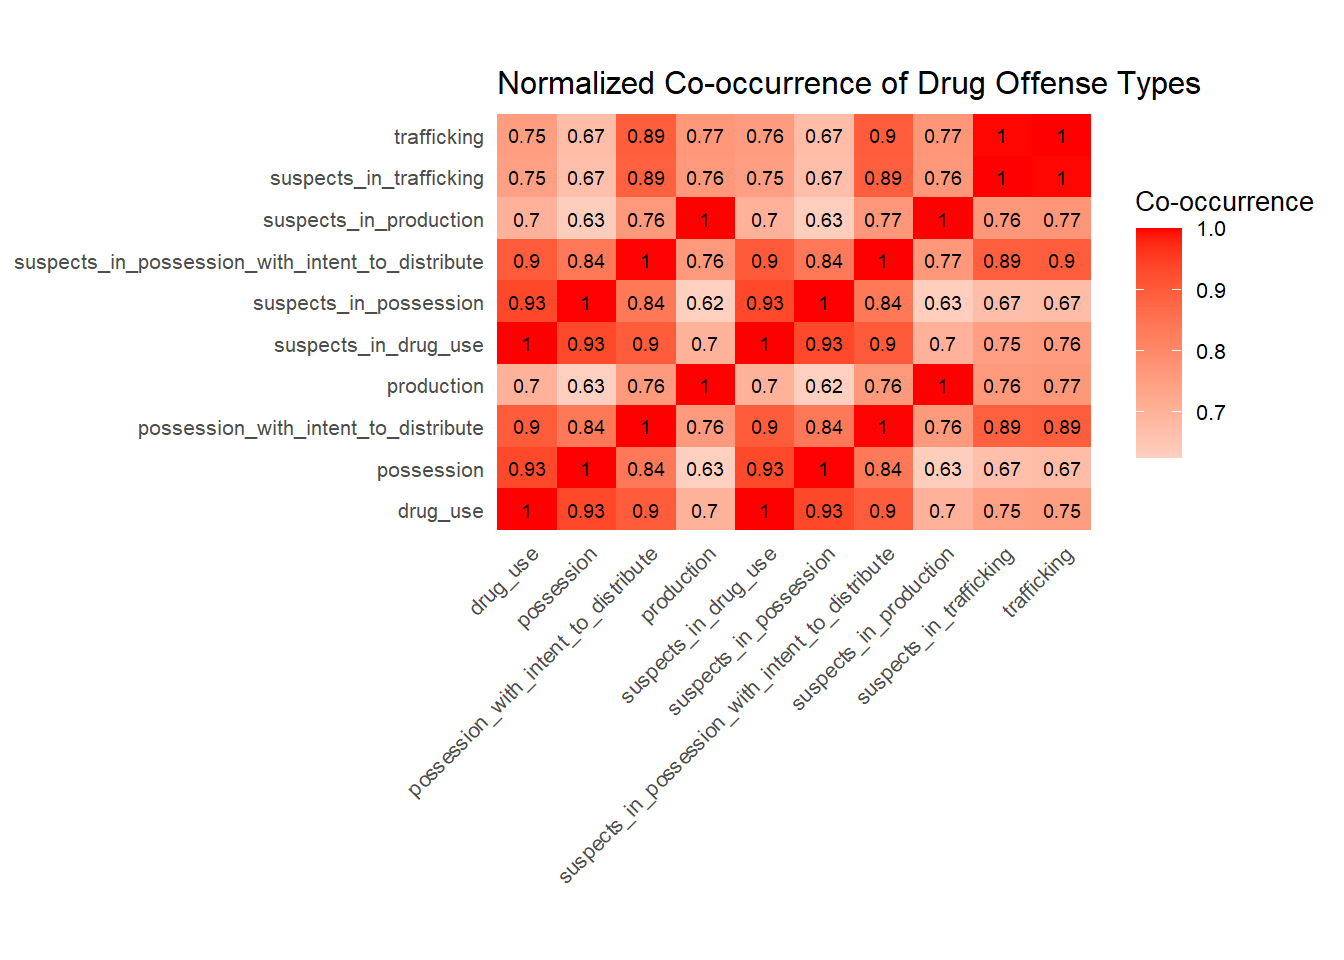 Normalized Co-occurrence of Drug Offense Types
trafficking 0.75 0.67 0.89 0.77 0.76 0.67 0.9 0.77 1 1
suspects_in_trafficking 0.75 0.67 0.89 0.76 0.75 0.67 0.89 0.76 1 1
suspects_in_production 0.7 0.63 0.76 1 0.7 0.63 0.77 1 0.76 0.77
suspects_in_possession_with_intent_to_distribute 0.9 0.84 1 0.76 0.9 0.84 1 0.77 0.89 0.9
suspects_in_possession 0.93 1 0.84 0.62 0.93 1 0.84 0.63 0.67 0.67
suspects_in_drug_use 1 0.93 0.9 0.7 1 0.93 0.9 0.7 0.75 0.76
production 0.7 0.63 0.76 1 0.7 0.62 0.76 1 0.76 0.77
possession_with_intent_to_distribute 0.9 0.84 1 0.76 0.9 0.84 1 0.76 0.89 0.89
possession 0.93 1 0.84 0.63 0.93 1 0.84 0.63 0.67 0.67
drug_use 1 0.93 0.9 0.7 1 0.93 0.9 0.7 0.75 0.75
drug_use
possession
possession_with_intent_to_distribute
production
suspects_in_drug_use
suspects_in_possession
suspects_in_possession_with_intent_to_distribute
suspects_in_production
suspects_in_trafficking
trafficking
Co-occurrence
1.0
0.9
0.8
0.7